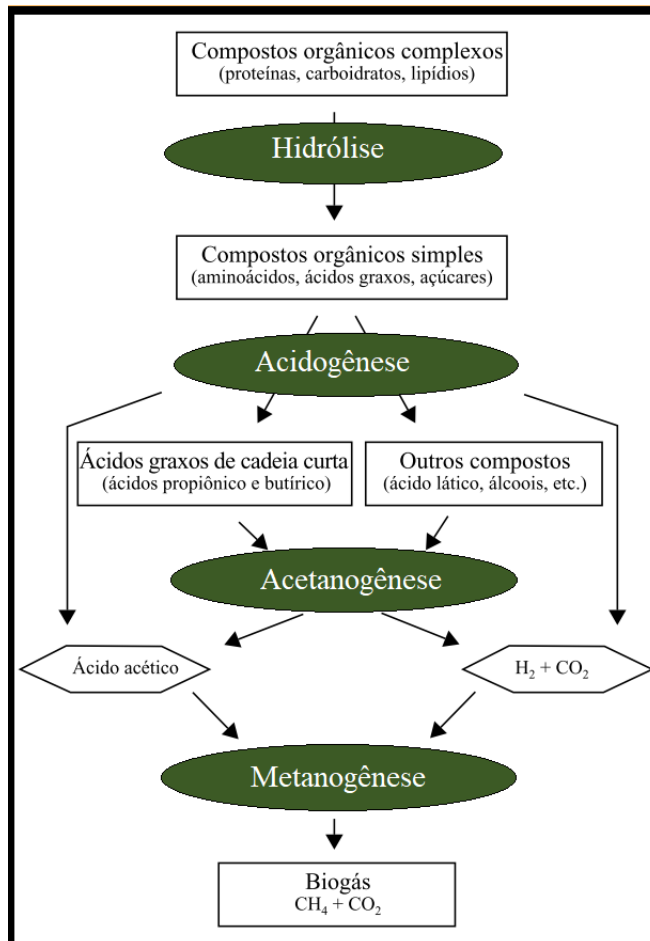 Compostos orgânicos complexos
(proteínas, carboidratos, lipídios)
Hidrólise
Compostos orgânicos simples
(aminoácidos, ácidos graxos, açúcares)
Acidogênese
Ácidos graxos de cadeia curta
(ácidos propiônico e butírico)
Outros compostos
(ácido lático, álcoois, etc.)
Acetanogênese
Ácido acético
H₂ + CO₂
Metanogênese
Biogás
CH₄ + CO₂